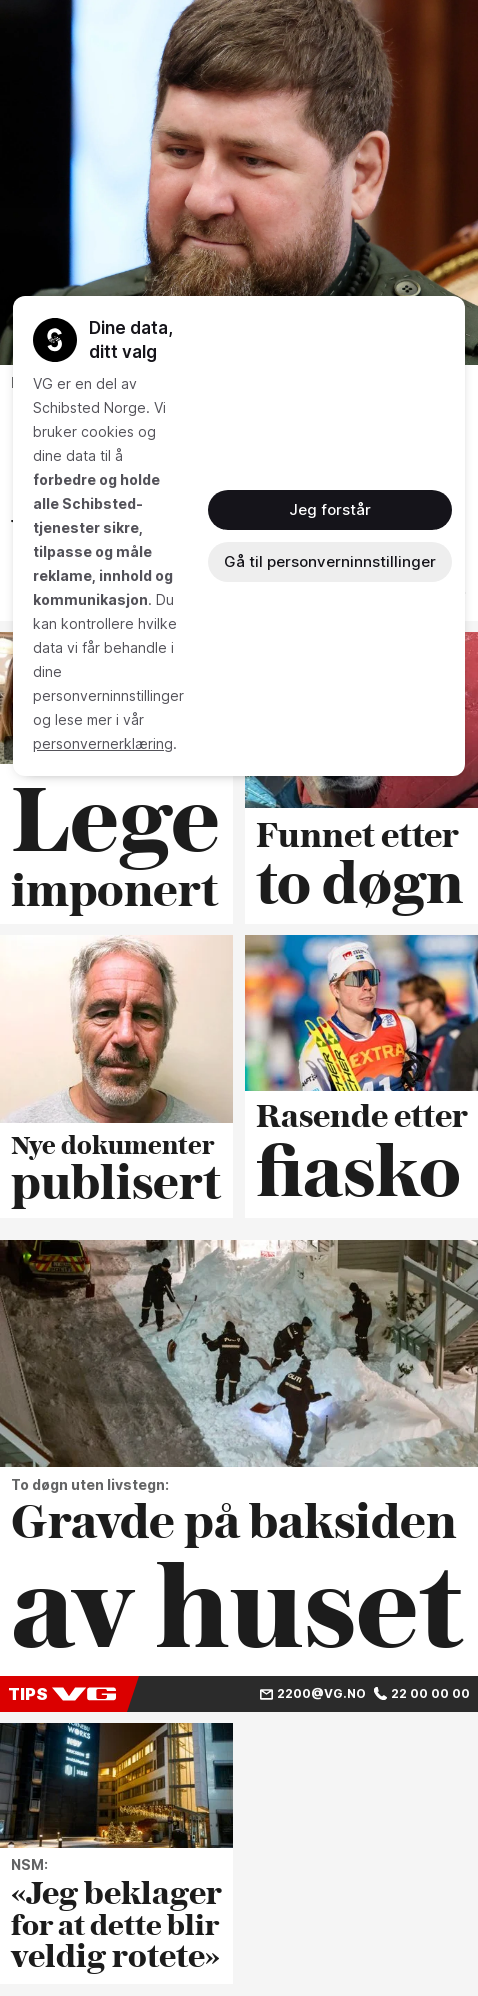 Dine data,
ditt valg
VG er en del av
Schibsted Norge. Vi
bruker cookies og
dine data til å
forbedre og holde
alle Schibsted-
tjenester sikre,
tilpasse og måle
reklame, innhold og
kommunikasjon. Du
kan kontrollere hvilke
data vi får behandle i
dine
personverninnstillinger
og lese mer i vår
personvernerklæring.
Jeg forstår
Gå til personverninnstillinger
Lege
imponert
Funnet etter
to døgn
Nye dokumenter
publisert
EXTRA
41
Rasende etter
fiasko
To døgn uten livstegn:
Gravde på baksiden
av huset
TIPS VG
2200@VG.NO 22 00 00 00
WORKS
NSM:
«Jeg beklager
for at dette blir
veldig rotete»